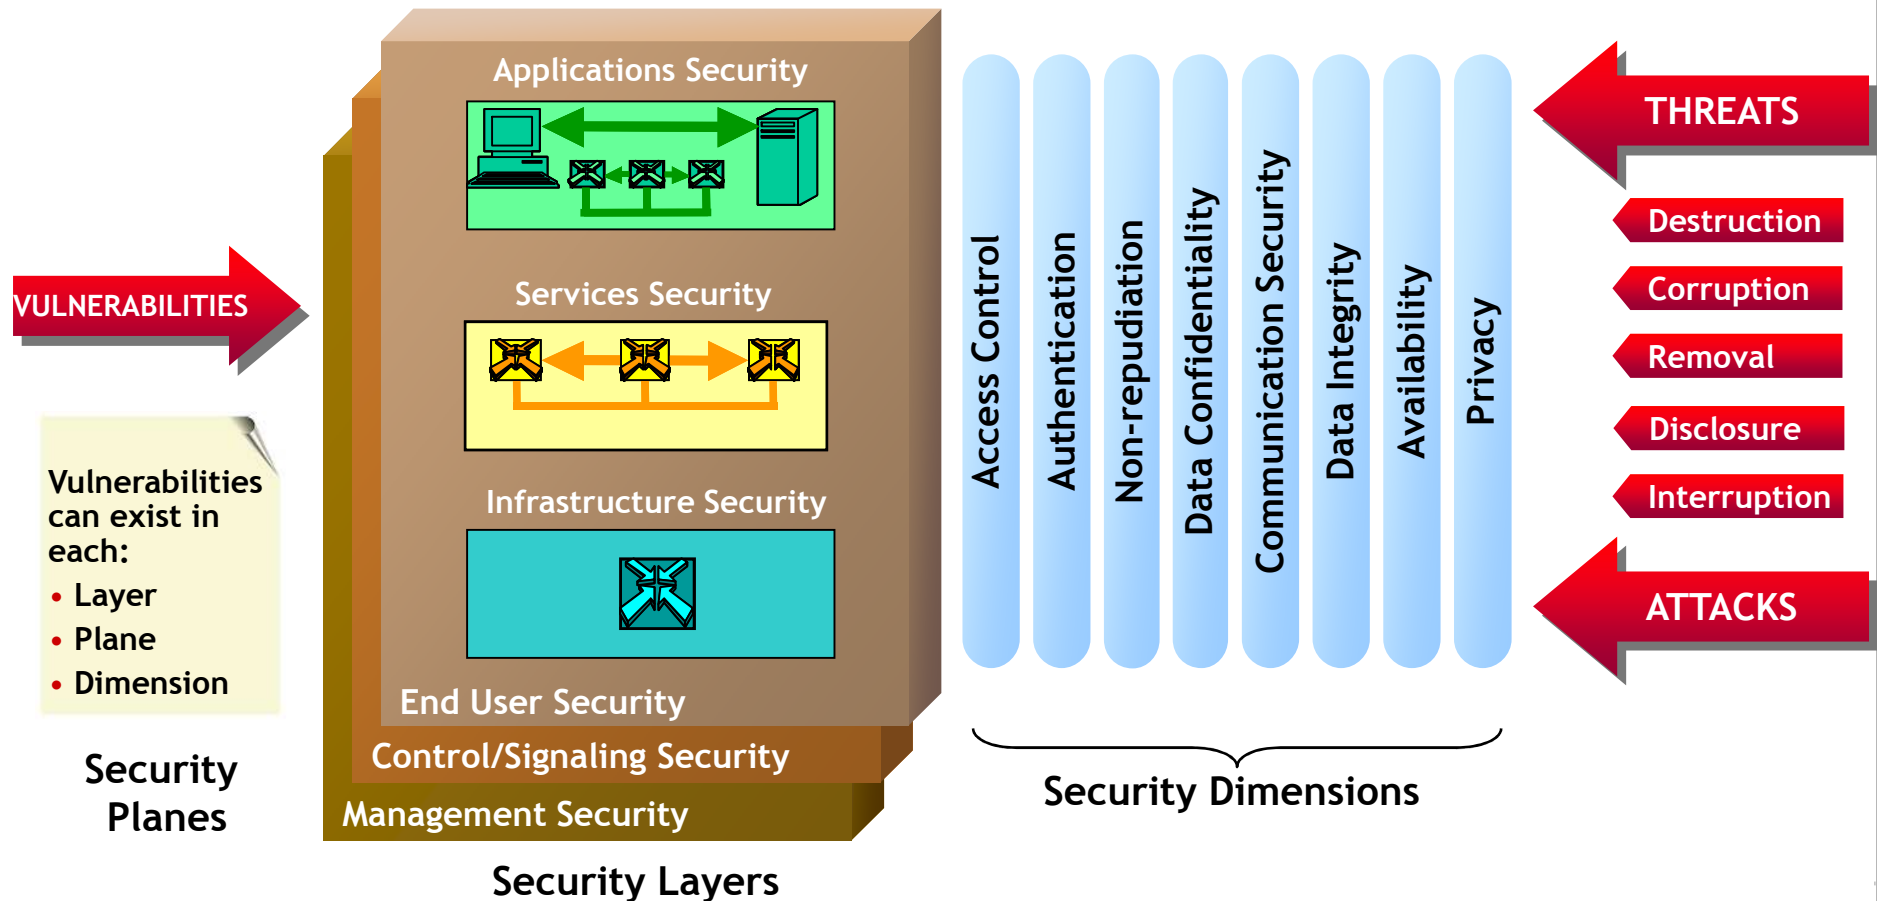 Applications Security
Services Security
Infrastructure Security
End User Security
Control/Signaling Security
Management Security
Security Layers
VULNERABILITIES
Vulnerabilities
can exist in
each:
• Layer
• Plane
• Dimension
Security
Planes
Access Control
Authentication
Non-repudiation
Data Confidentiality
Communication Security
Data Integrity
Availability
Privacy
Security Dimensions
THREATS
Destruction
Corruption
Removal
Disclosure
Interruption
ATTACKS